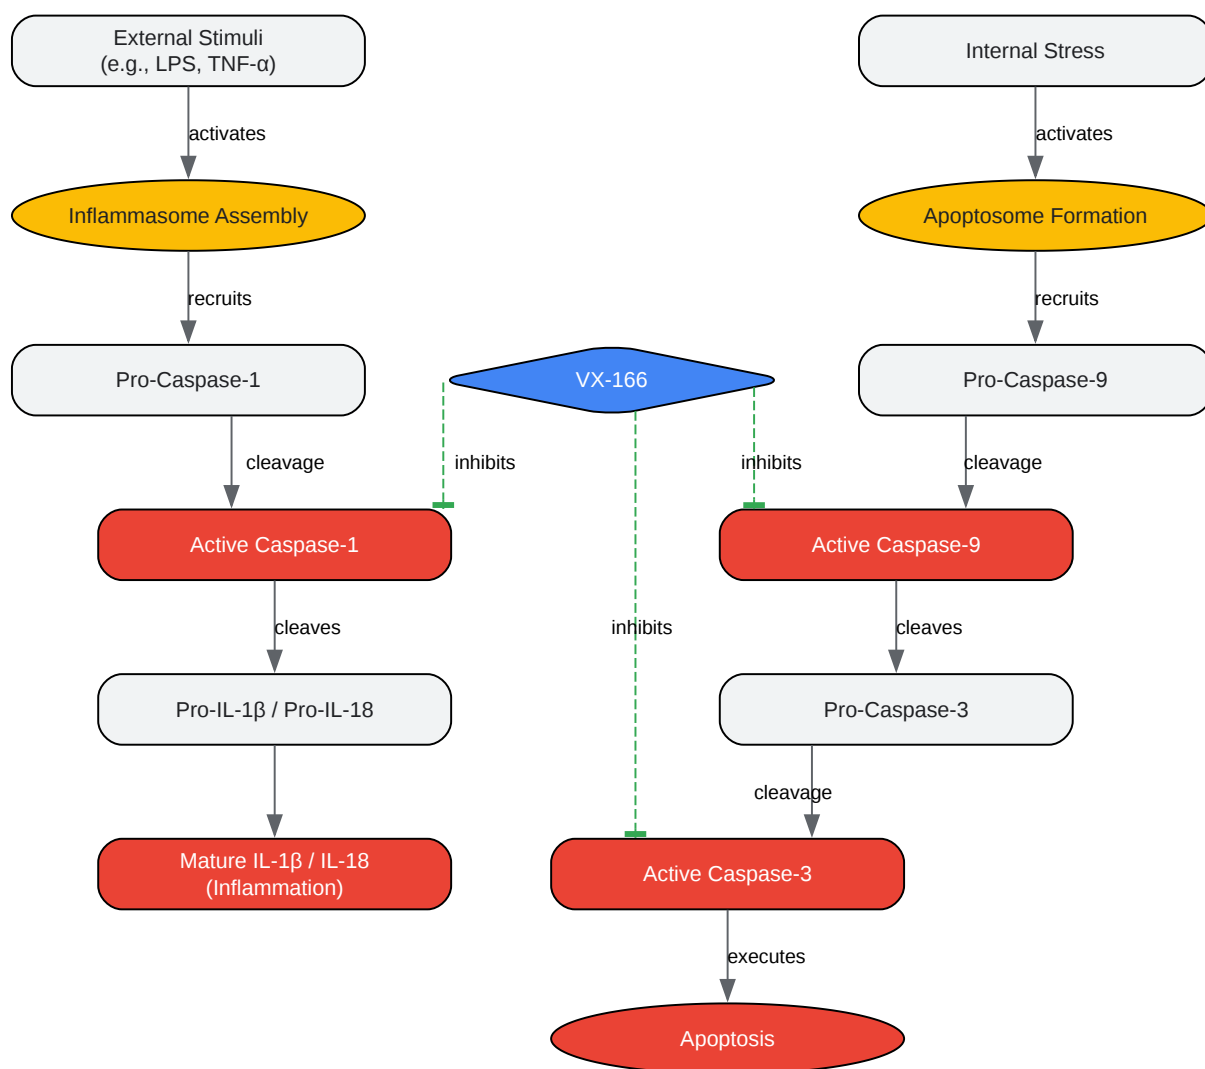 External Stimuli
(e.g., LPS, TNF-α)
Internal Stress
activates
activates
Inflammasome Assembly
Apoptosome Formation
recruits
recruits
Pro-Caspase-1
VX-166
Pro-Caspase-9
cleavage
inhibits
inhibits
cleavage
Active Caspase-1
Active Caspase-9
cleaves
inhibits
cleaves
Pro-IL-1β / Pro-IL-18
Pro-Caspase-3
cleavage
Mature IL-1β / IL-18
(Inflammation)
Active Caspase-3
executes
Apoptosis